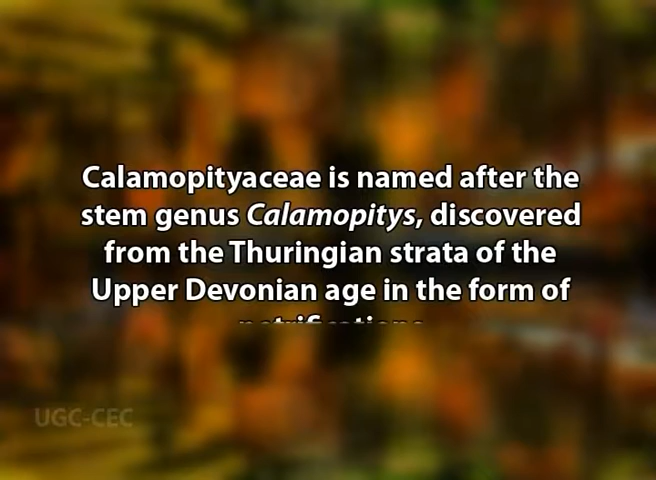 Calamopityaceae is named after the
stem genus Calamopitys, discovered
from the Thuringian strata of the
Upper Devonian age in the form of
UGC-CEC